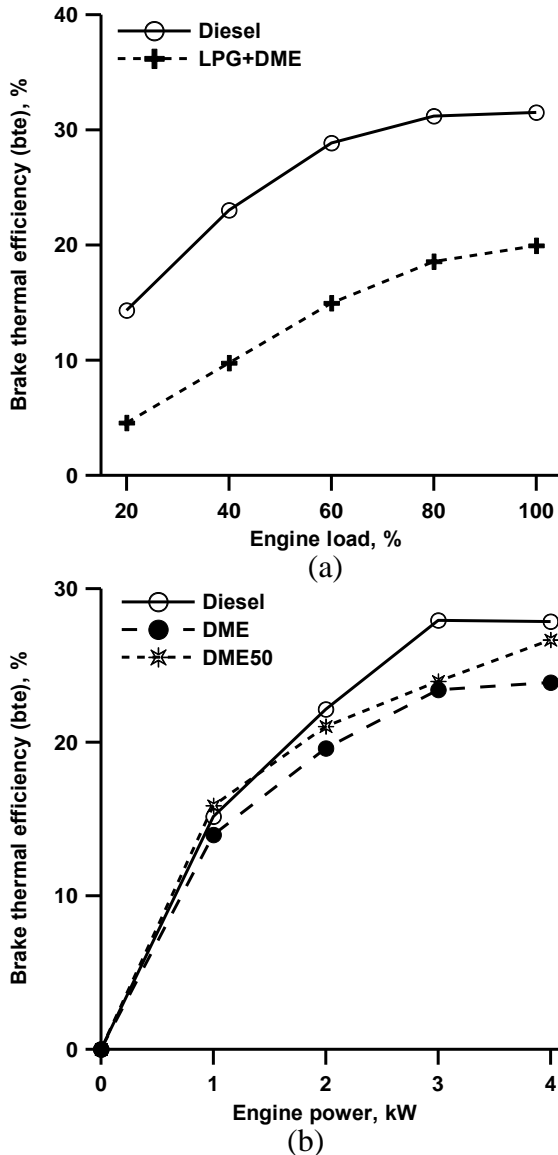 40
Diesel
LPG+DME
30
20
10
0
Brake thermal efficiency (bte), %
20 40 60 80 100
Engine load, %
(a)
30
Diesel
DME
DME50
20
10
0
Brake thermal efficiency (bte), %
0 1 2 3 4
Engine power, kW
(b)